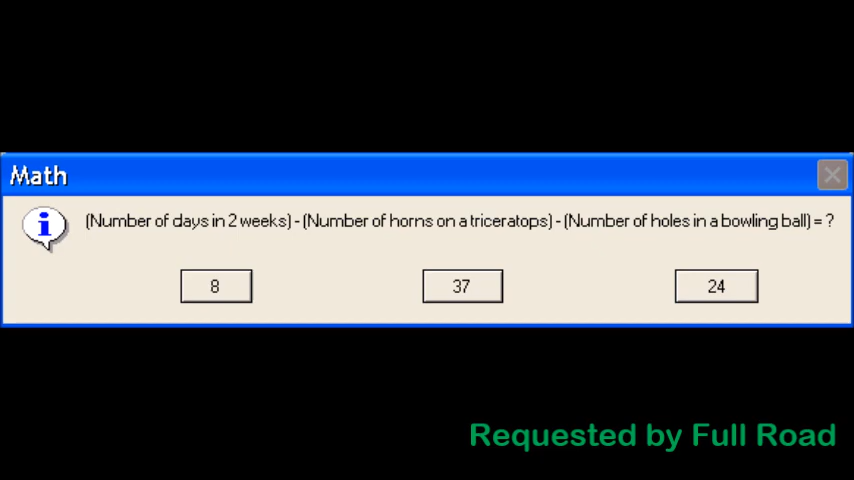 Math
(Number of days in 2 weeks) - (Number of horns on a triceratops) - (Number of holes in a bowling ball) = ?
8 37 24
Requested by Full Road